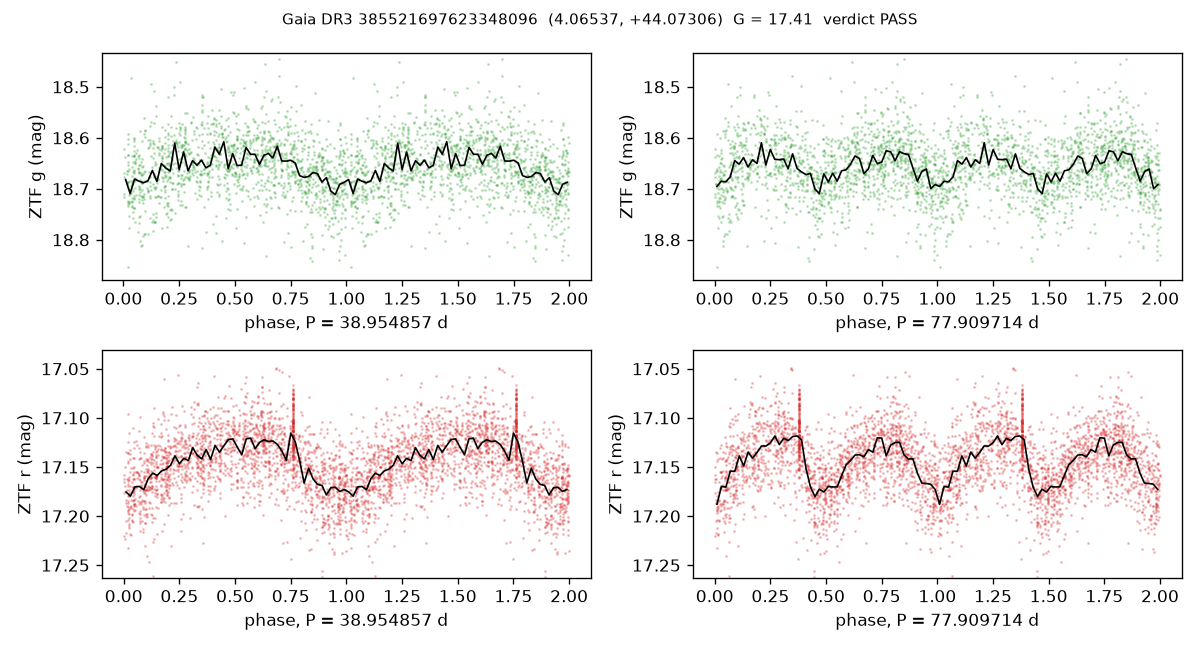 Gaia DR3 385521697623348096  (4.06537, +44.07306)  G = 17.41  verdict PASS
ZTF g (mag)
18.5
18.6
18.7
18.8
0.00 0.25 0.50 0.75 1.00 1.25 1.50 1.75 2.00
phase, P = 38.954857 d
ZTF g (mag)
18.5
18.6
18.7
18.8
0.00 0.25 0.50 0.75 1.00 1.25 1.50 1.75 2.00
phase, P = 77.909714 d
ZTF r (mag)
17.05
17.10
17.15
17.20
17.25
0.00 0.25 0.50 0.75 1.00 1.25 1.50 1.75 2.00
phase, P = 38.954857 d
ZTF r (mag)
17.05
17.10
17.15
17.20
17.25
0.00 0.25 0.50 0.75 1.00 1.25 1.50 1.75 2.00
phase, P = 77.909714 d